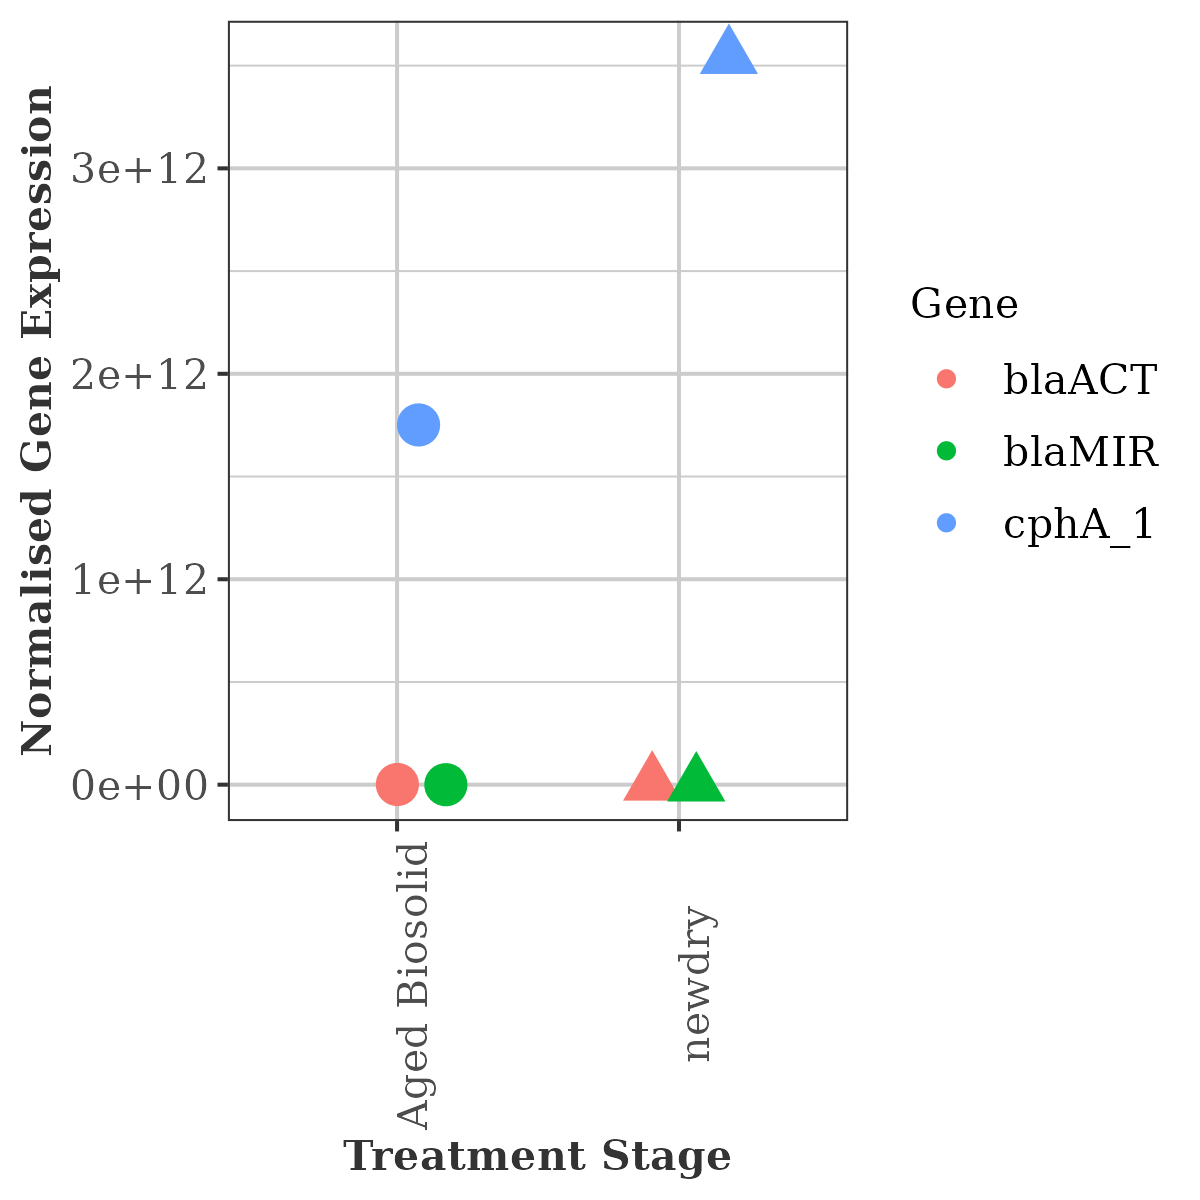 Normalised Gene Expression
3e+12
2e+12
1e+12
0e+00
Aged Biosolid
newdry
Treatment Stage
Gene
blaACT
blaMIR
cphA_1